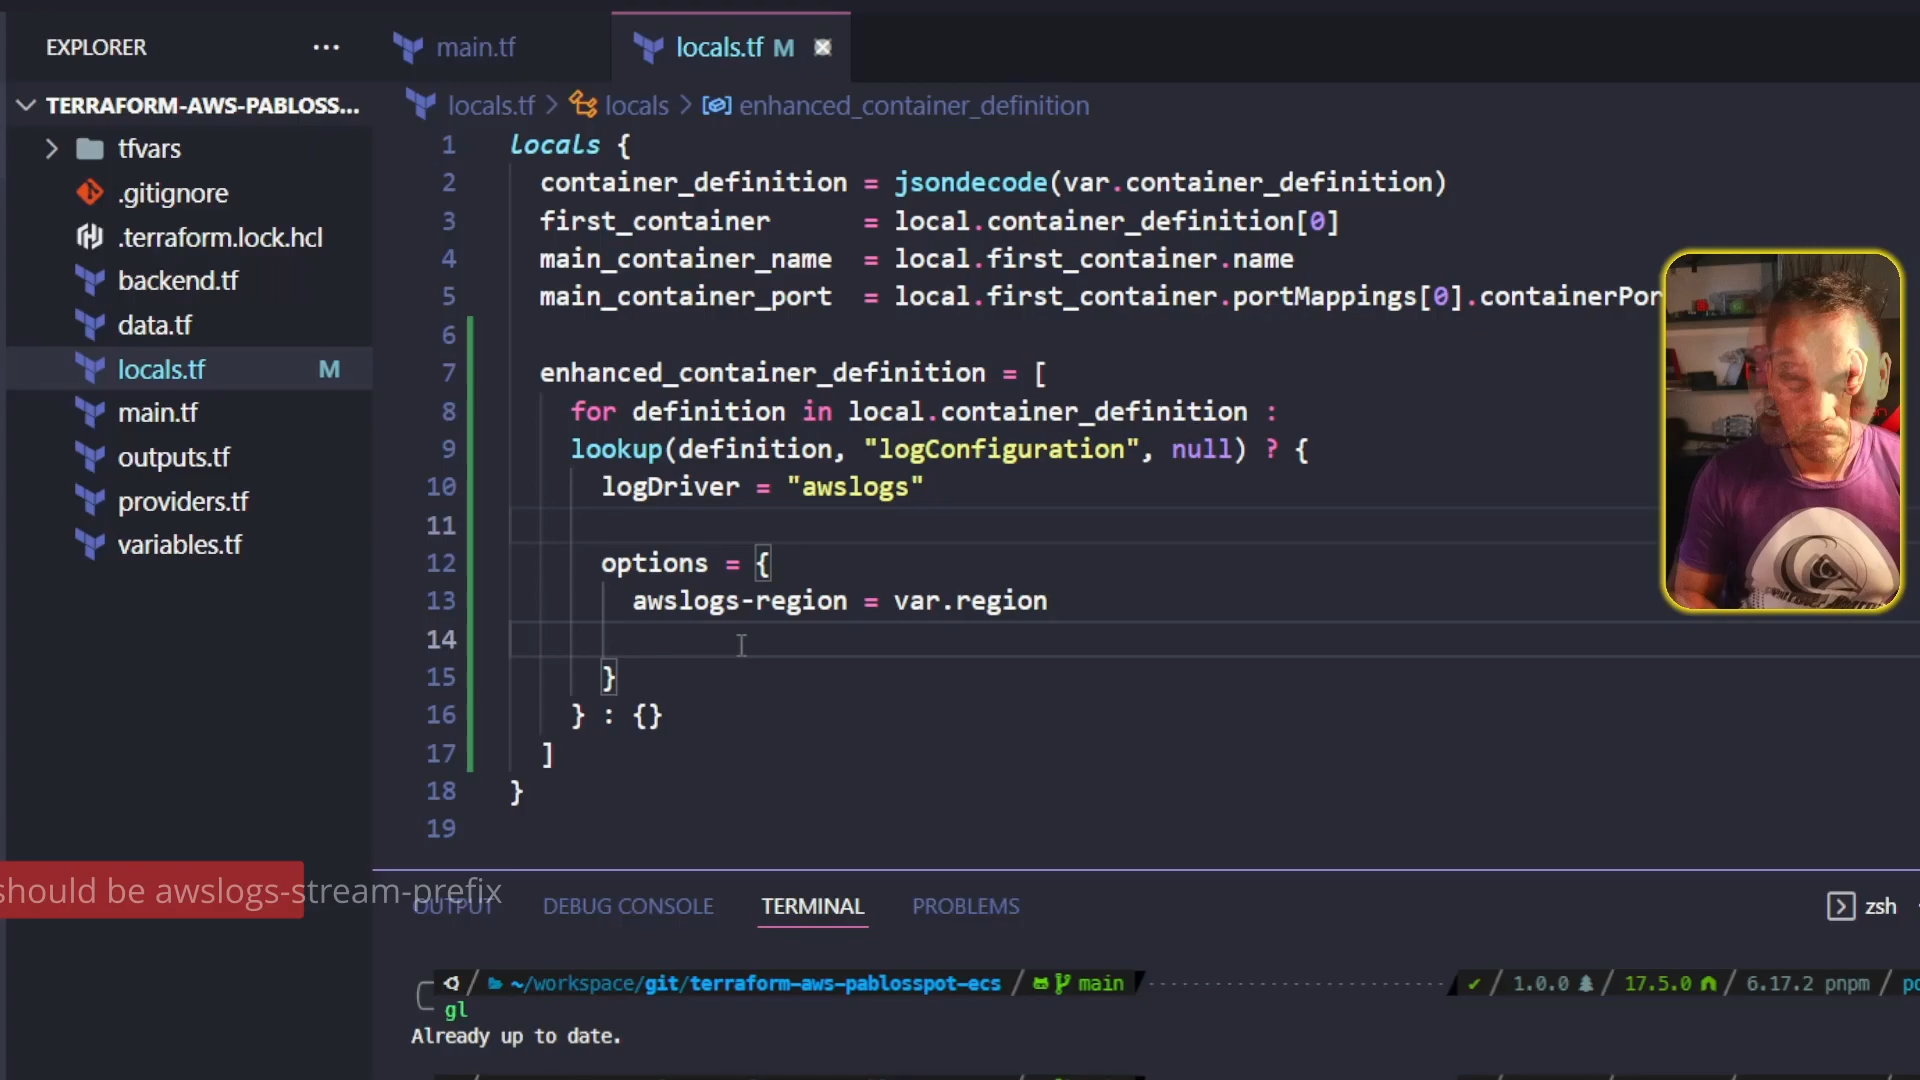 EXPLORER
main.tf
locals.tf M
TERRAFORM-AWS-PABLOSS...
locals.tf > locals > enhanced_container_definition
tfvars
.gitignore
.terraform.lock.hcl
backend.tf
data.tf
locals.tf M
main.tf
outputs.tf
providers.tf
variables.tf
1 locals {
2 container_definition = jsondecode(var.container_definition)
3 first_container = local.container_definition[0]
4 main_container_name = local.first_container.name
5 main_container_port = local.first_container.portMappings[0].containerPor
6
7 enhanced_container_definition = [
8 for definition in local.container_definition :
9 lookup(definition, "logConfiguration", null) ? {
10 logDriver = "awslogs"
11
12 options = {
13 awslogs-region = var.region
14
15 }
16 } : {}
17 ]
18 }
19
should be awslogs-stream-prefix
OUTPUT DEBUG CONSOLE TERMINAL PROBLEMS
zsh
~/workspace/git/terraform-aws-pablosspot-ecs / main ✔ / 1.0.0 / 17.5.0 / 6.17.2 pnpm /
gl
Already up to date.